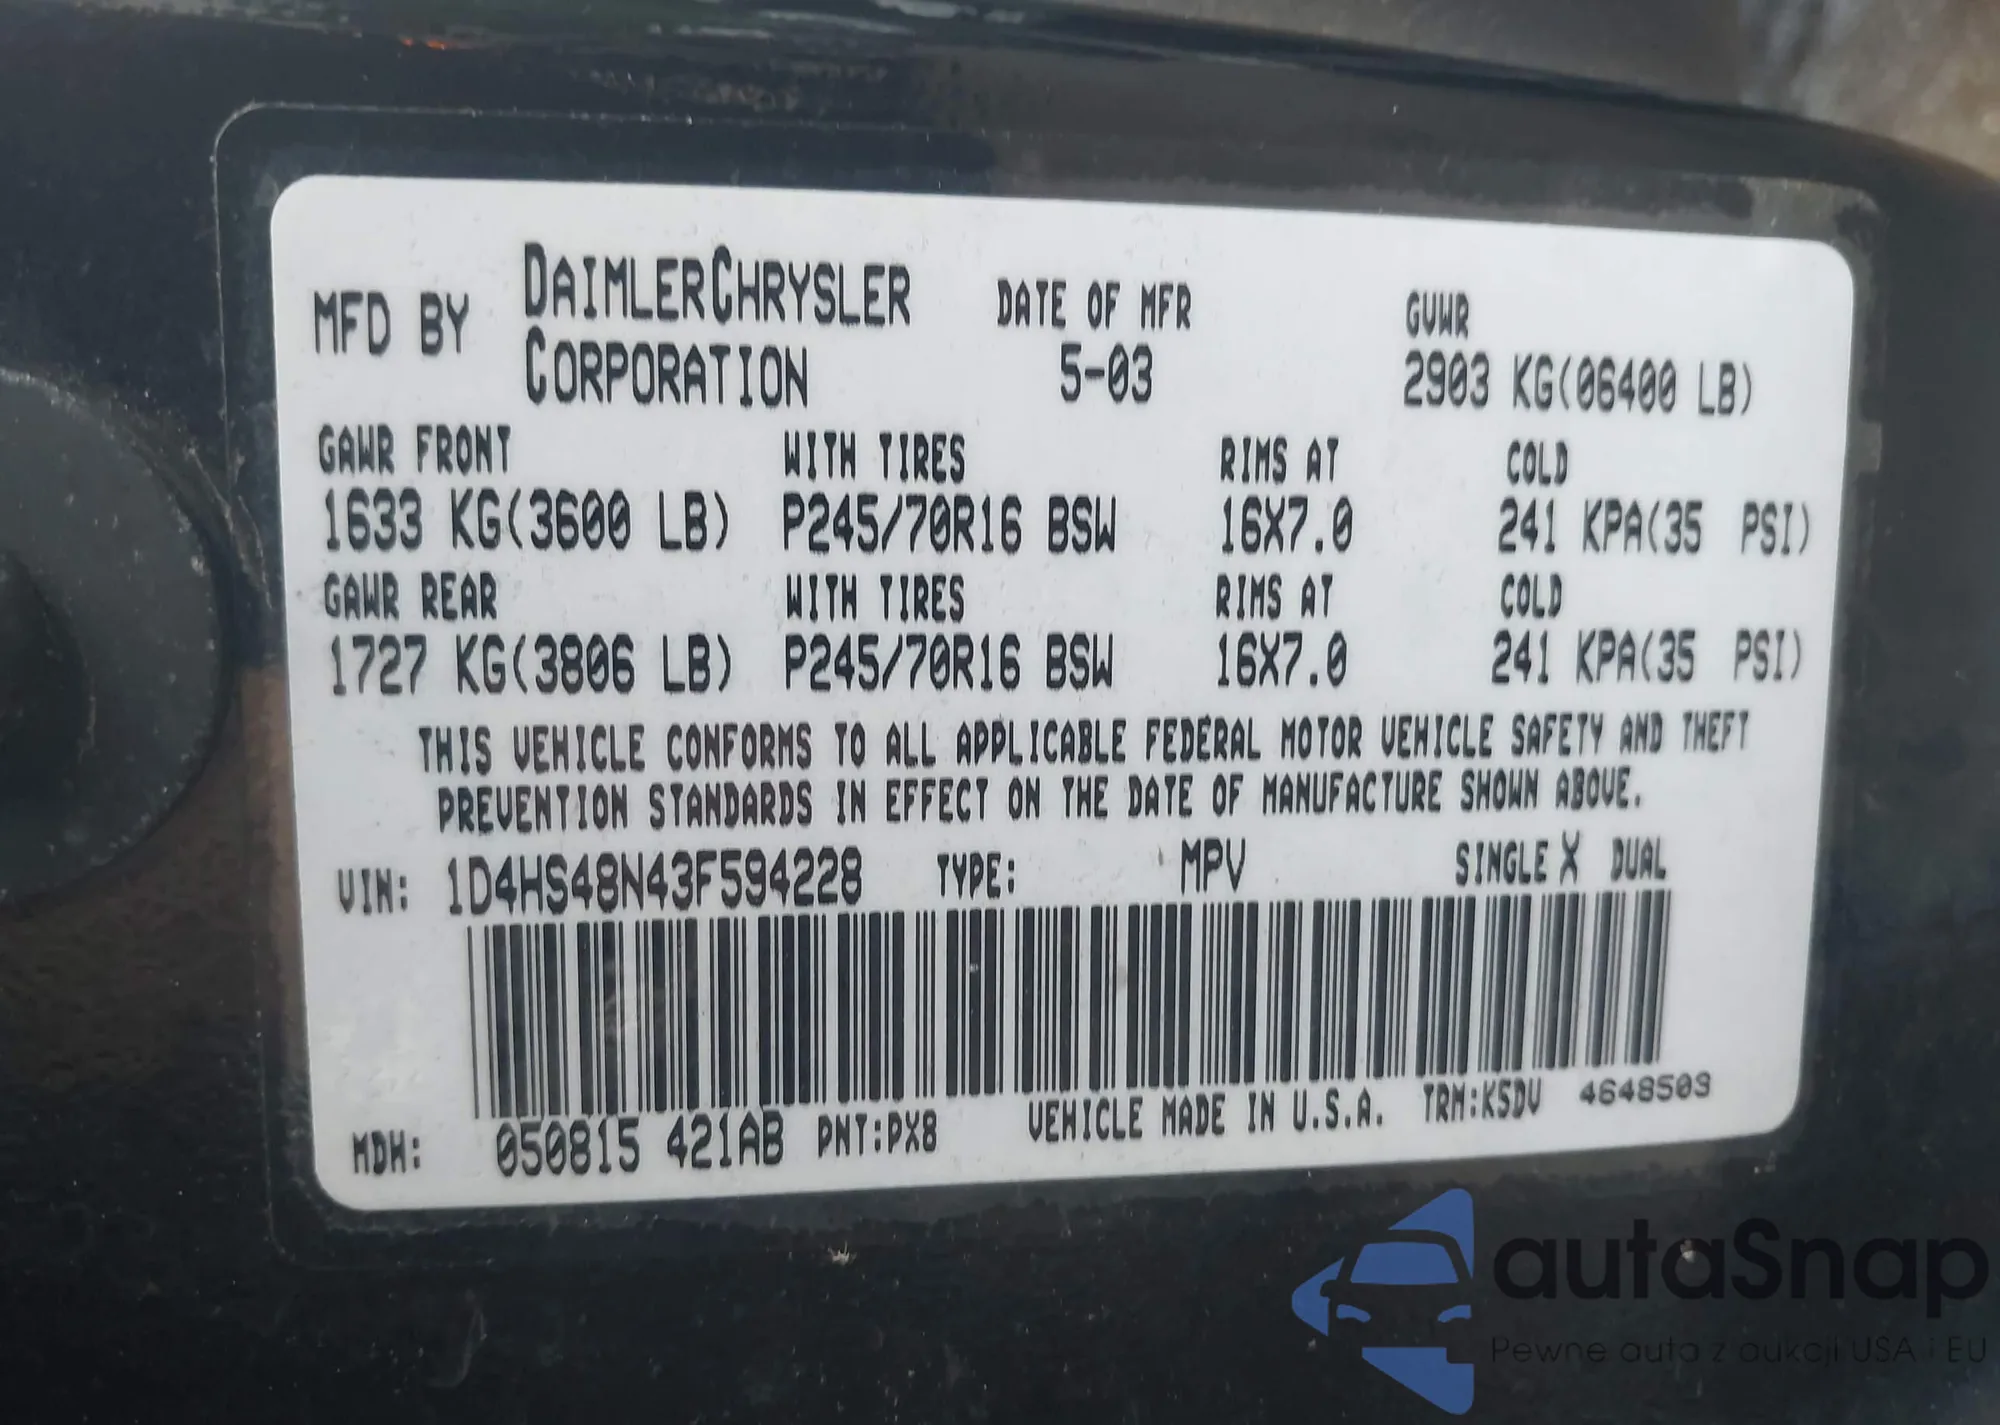 MFD BY DAIMLERCHRYSLER CORPORATION DATE OF MFR 5-03 GVWR 2903 KG(06400 LB)
GAWR FRONT WITH TIRES RIMS AT COLD
1633 KG(3600 LB) P245/70R16 BSW 16X7.0 241 KPA(35 PSI)
GAWR REAR WITH TIRES RIMS AT COLD
1727 KG(3806 LB) P245/70R16 BSW 16X7.0 241 KPA(35 PSI)
THIS VEHICLE CONFORMS TO ALL APPLICABLE FEDERAL MOTOR VEHICLE SAFETY AND THEFT
PREVENTION STANDARDS IN EFFECT ON THE DATE OF MANUFACTURE SHOWN ABOVE.
VIN: 1D4HS48N43F594228 TYPE: MPV SINGLE X DUAL
MDH: 050815 421AB PNT:PX8 VEHICLE MADE IN U.S.A. TRM:K5DV 4648503
autaSnap
Pewne auta z aukcji USA i EU